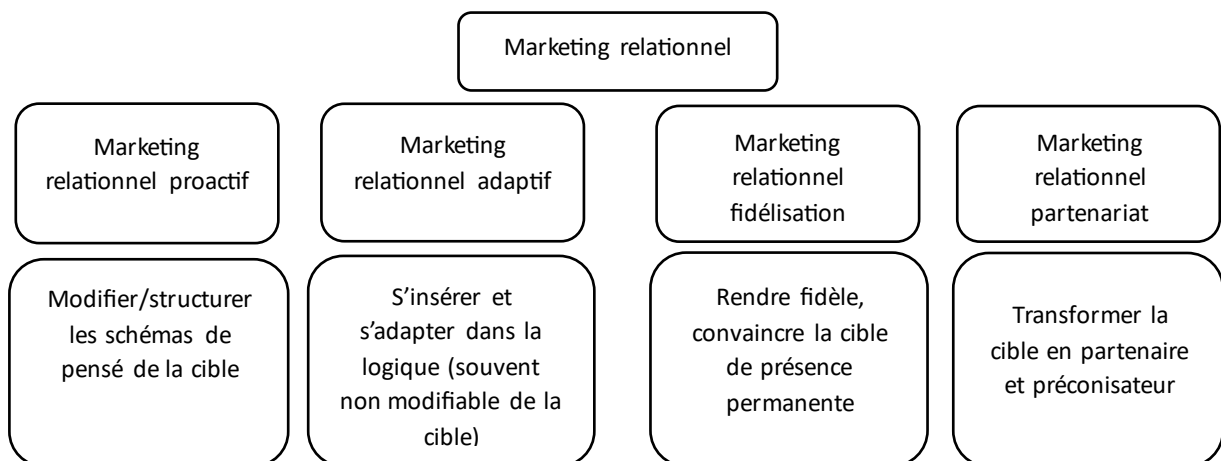 Marketing relationnel
Marketing
relationnel proactif
Marketing
relationnel adaptif
Marketing
relationnel
fidélisation
Marketing
relationnel
partenariat
Modifier/structurer
les schémas de
pensé de la cible
S’insérer et
s’adapter dans la
logique (souvent
non modifiable de la
cible)
Rendre fidèle,
convaincre la cible
de présence
permanente
Transformer la
cible en partenaire
et préconisateur